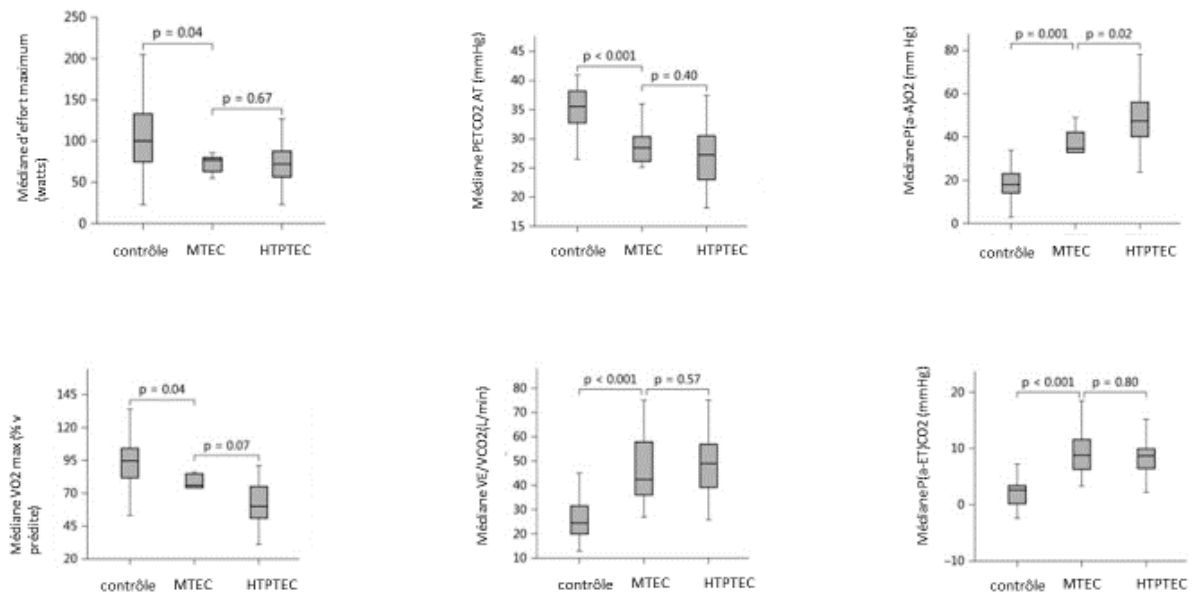 Médiane d'effort maximum
(watts)
250
200
150
100
50
0
p = 0.04
p = 0.67
contrôle MTEC HTPTEC
Médiane PETCO2 AT (mmHg)
45
40
35
30
25
20
15
p < 0.001
p = 0.40
contrôle MTEC HTPTEC
Médiane P(a-A)O2 (mm Hg)
80
60
40
20
0
p = 0.001 p = 0.02
contrôle MTEC HTPTEC
Médiane VO2 max (% v
prédite)
145
120
95
70
45
20
p = 0.04
p = 0.07
contrôle MTEC HTPTEC
Médiane VE/VCO2(L/min)
80
70
60
50
40
30
20
10
p < 0.001 p = 0.57
contrôle MTEC HTPTEC
Médiane P(a-ET)CO2 (mmHg)
20
10
0
–10
p < 0.001 p = 0.80
contrôle MTEC HTPTEC